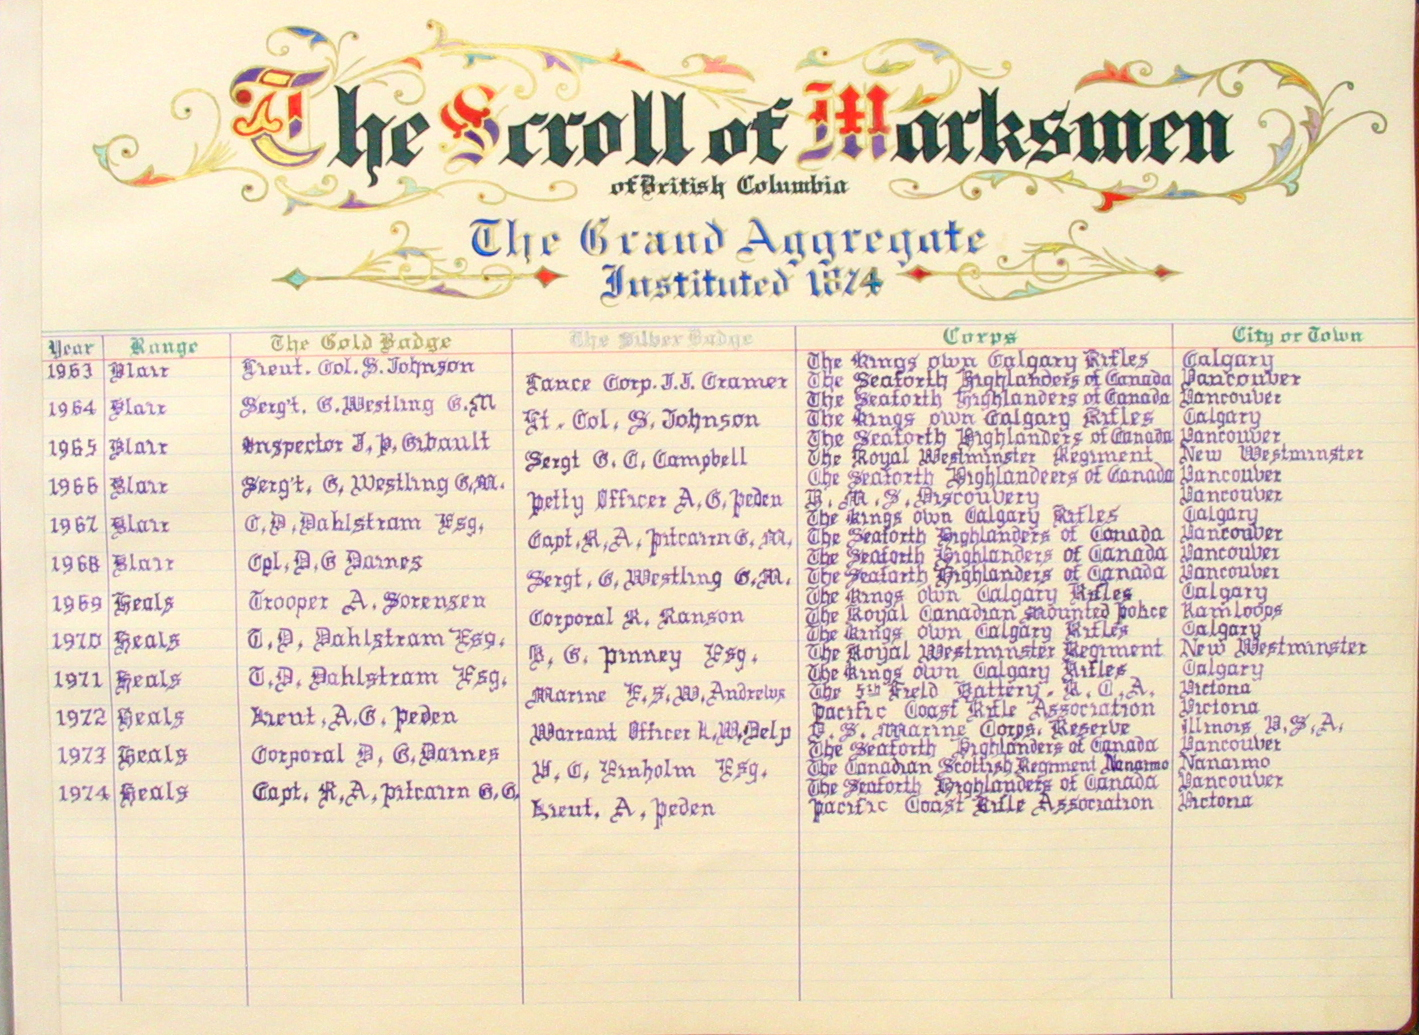 The Scroll of Marksmen
of British Columbia
The Grand Aggregate
Instituted 1874
Year Range The Gold Badge The Silver Badge Corps City or Town
1963 Blair Lieut. Col. S. Johnson The Kings own Calgary Rifles Calgary
Lance Corp. J. J. Cramer The Seaforth Highlanders of Canada Vancouver
1964 Blair Serg't. G. Westling G.M The Seaforth Highlanders of Canada Vancouver
Lt. Col. S. Johnson The Kings own Calgary Rifles Calgary
1965 Blair Inspector J. P. Gibault The Seaforth Highlanders of Canada Vancouver
Sergt G. C. Campbell The Royal Westminster Regiment New Westminster
1966 Blair Serg't. G. Westling G.M. The Seaforth Highlandeers of Canada Vancouver
Petty Officer A. G. Peden H. M. S. Discouvery Vancouver
1967 Blair C. D. Dahlstram Esq. The Kings own Calgary Rifles Calgary
Capt. R. A. Pitcairn G. M. The Seaforth Highlanders of Canada Vancouver
1968 Blair Cpl. D. G Daines The Seaforth Highlanders of Canada Vancouver
Sergt. G. Westling G.M. The Seafarth Highlanders of Canada Vancouver
1969 Heals Trooper A. Sorensen The Kings own Calgary Rifles Calgary
Corporal R. Ranson The Royal Canadian Mounted Police Kamloops
1970 Heals T. D. Dahlstram Esq. The Kings own Calgary Rifles Calgary
G. Pinney Esq. The Royal Westminster Regiment New Westminster
1971 Heals T. D. Dahlstram Esq. The Kings own Calgary Rifles Calgary
Marine E. S. W. Andrews The 5th Field Battery. R. C. A. Victoria
1972 Heals Lieut. A. G. Peden Pacific Coast Rifle Association Victoria
Warrant Officer L. W. Delp U. S. Marine Corps. Reserve Illinois U. S. A.
1973 Heals Corporal D. G. Daines The Seaforth Highlanders of Canada Vancouver
C. Esq. The Canadian Scottish Regiment Nanaimo Nanaimo
1974 Heals Capt. R. A. Pitcairn G. G. The Seaforth Highlanders of Canada Vancouver
Lieut. A. Peden Pacific Coast Rifle Association Victoria